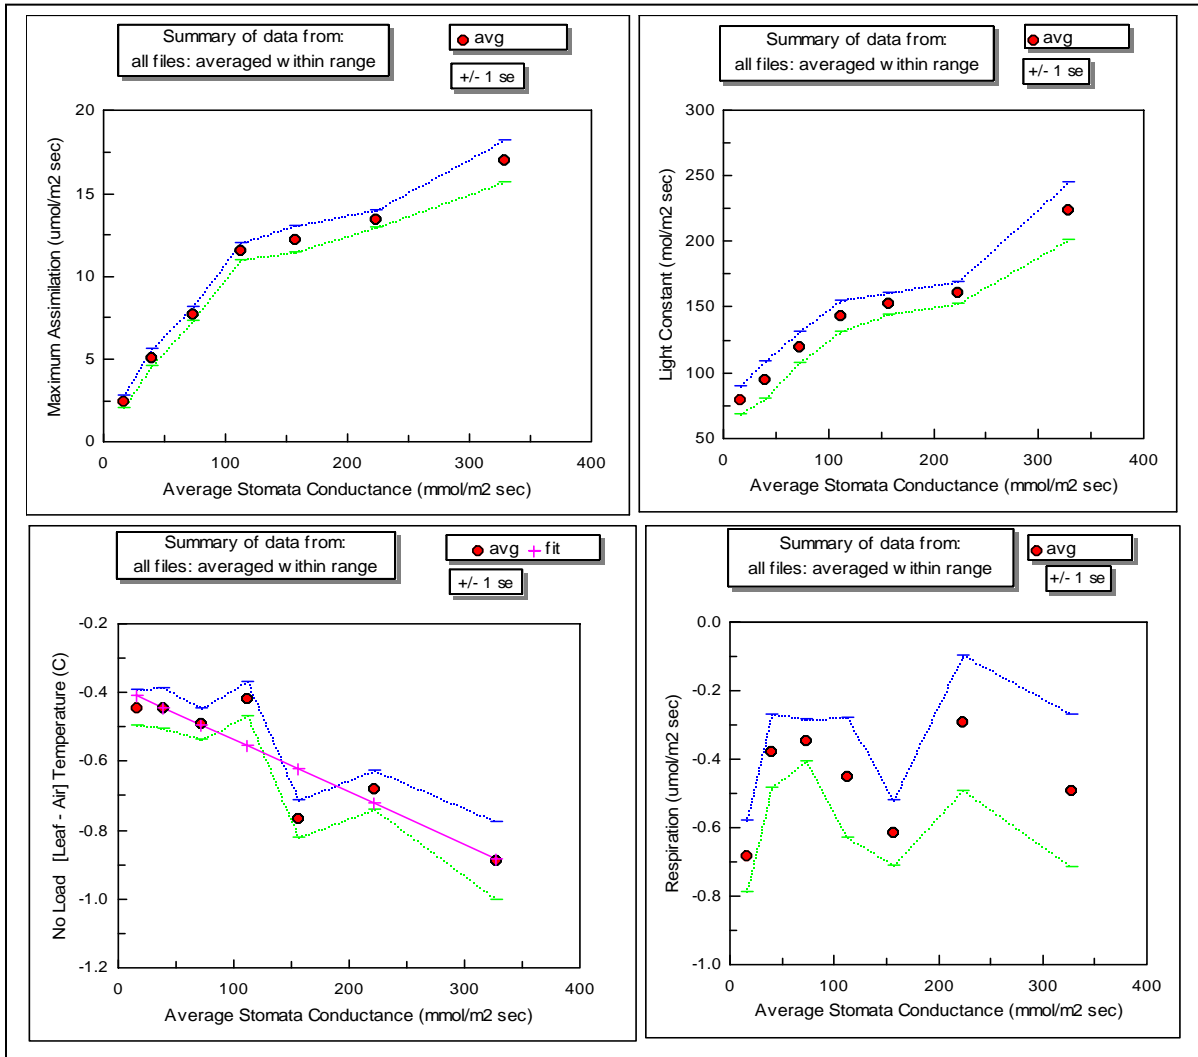 Summary of data from:
all files: averaged within range
avg
+/- 1 se
20
15
10
5
0
0 100 200 300 400
Maximum Assimilation (umol/m2 sec)
Average Stomata Conductance (mmol/m2 sec)
Summary of data from:
all files: averaged within range
avg
+/- 1 se
300
250
200
150
100
50
0 100 200 300 400
Light Constant (mol/m2 sec)
Average Stomata Conductance (mmol/m2 sec)
Summary of data from:
all files: averaged within range
avg fit
+/- 1 se
-0.2
-0.4
-0.6
-0.8
-1.0
-1.2
0 100 200 300 400
No Load [Leaf - Air] Temperature (C)
Average Stomata Conductance (mmol/m2 sec)
Summary of data from:
all files: averaged within range
avg
+/- 1 se
0.0
-0.2
-0.4
-0.6
-0.8
-1.0
0 100 200 300 400
Respiration (umol/m2 sec)
Average Stomata Conductance (mmol/m2 sec)